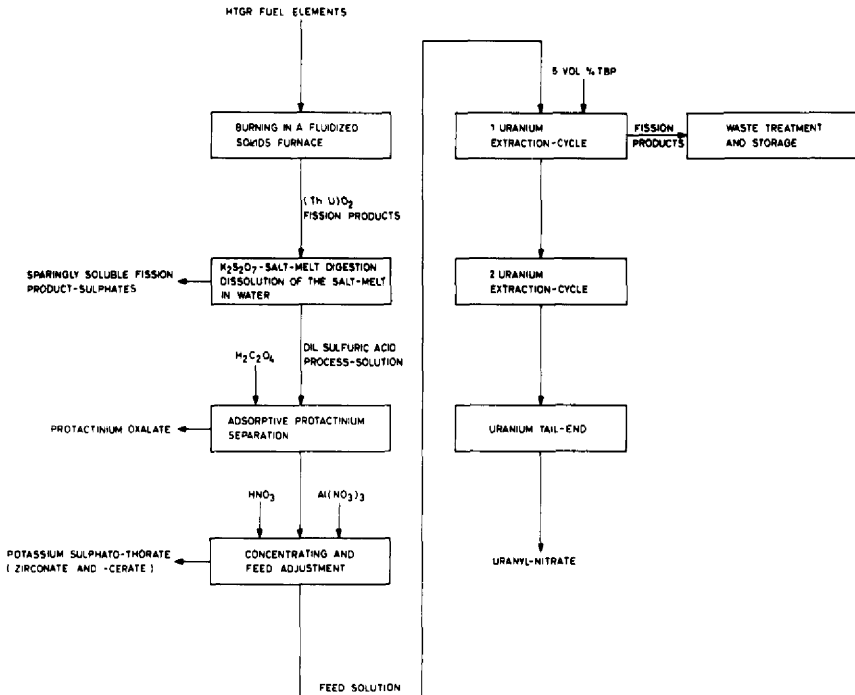 HTGR FUEL ELEMENTS
BURNING IN A FLUIDIZED
SOLIDS FURNACE
(Th U)O2
FISSION PRODUCTS
K2S2O7-SALT-MELT DIGESTION
DISSOLUTION OF THE SALT-MELT
IN WATER
SPARINGLY SOLUBLE FISSION
PRODUCT-SULPHATES
DIL SULFURIC ACID
PROCESS-SOLUTION
H2C2O4
ADSORPTIVE PROTACTINIUM
SEPARATION
PROTACTINIUM OXALATE
HNO3
Al(NO3)3
CONCENTRATING AND
FEED ADJUSTMENT
POTASSIUM SULPHATO-THORATE
( ZIRCONATE AND -CERATE )
FEED SOLUTION
5 VOL % TBP
1 URANIUM
EXTRACTION-CYCLE
FISSION
PRODUCTS
WASTE TREATMENT
AND STORAGE
2 URANIUM
EXTRACTION-CYCLE
URANIUM TAIL-END
URANYL-NITRATE